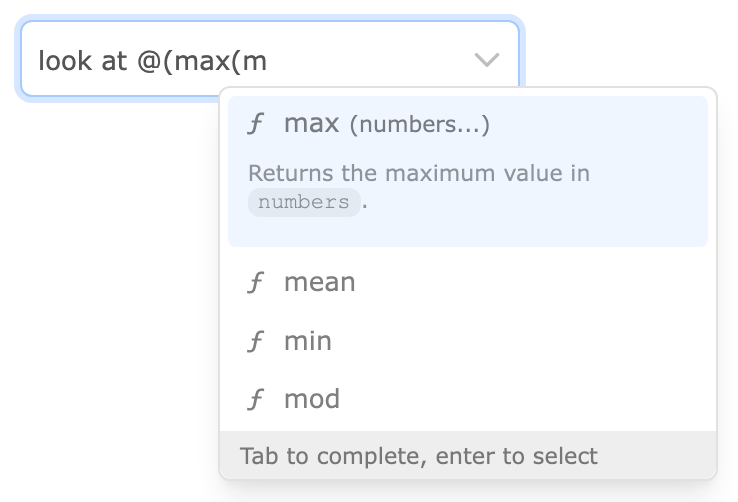 look at @(max(m
ƒ max (numbers...)
Returns the maximum value in
numbers.
ƒ mean
ƒ min
ƒ mod
Tab to complete, enter to select